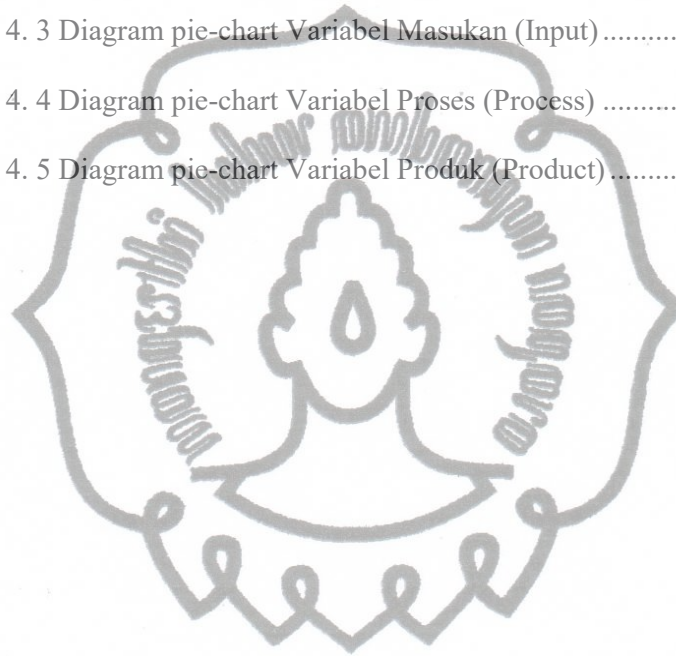 4. 3 Diagram pie-chart Variabel Masukan (Input)..........
4. 4 Diagram pie-chart Variabel Proses (Process) ..........
4. 5 Diagram pie-chart Variabel Produk (Product)..........